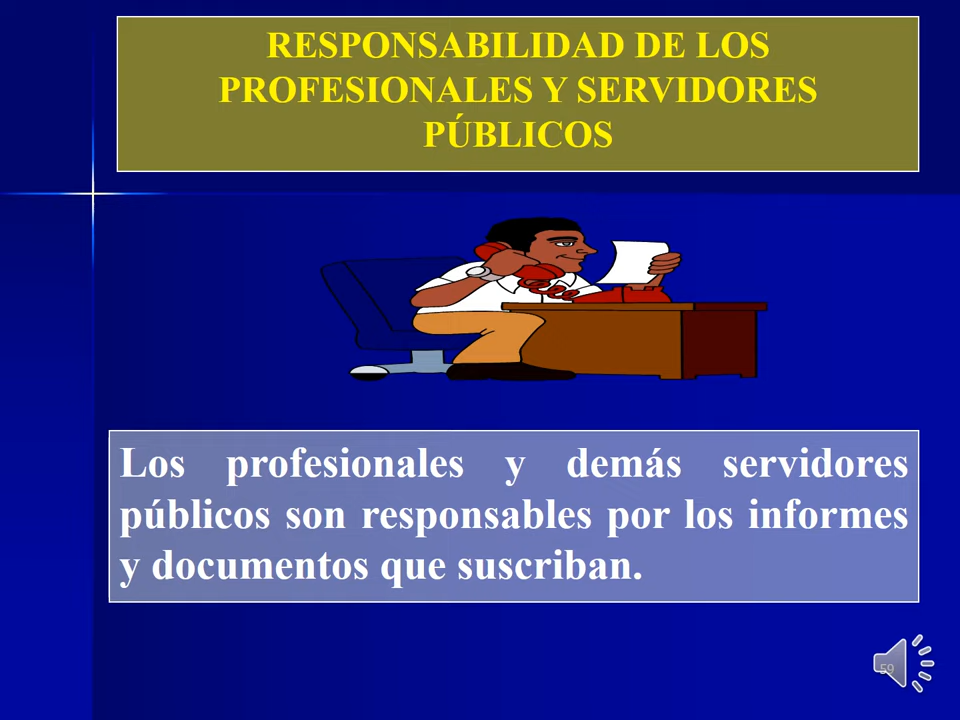 RESPONSABILIDAD DE LOS
PROFESIONALES Y SERVIDORES
PÚBLICOS
Los profesionales y demás servidores
públicos son responsables por los informes
y documentos que suscriban.
59